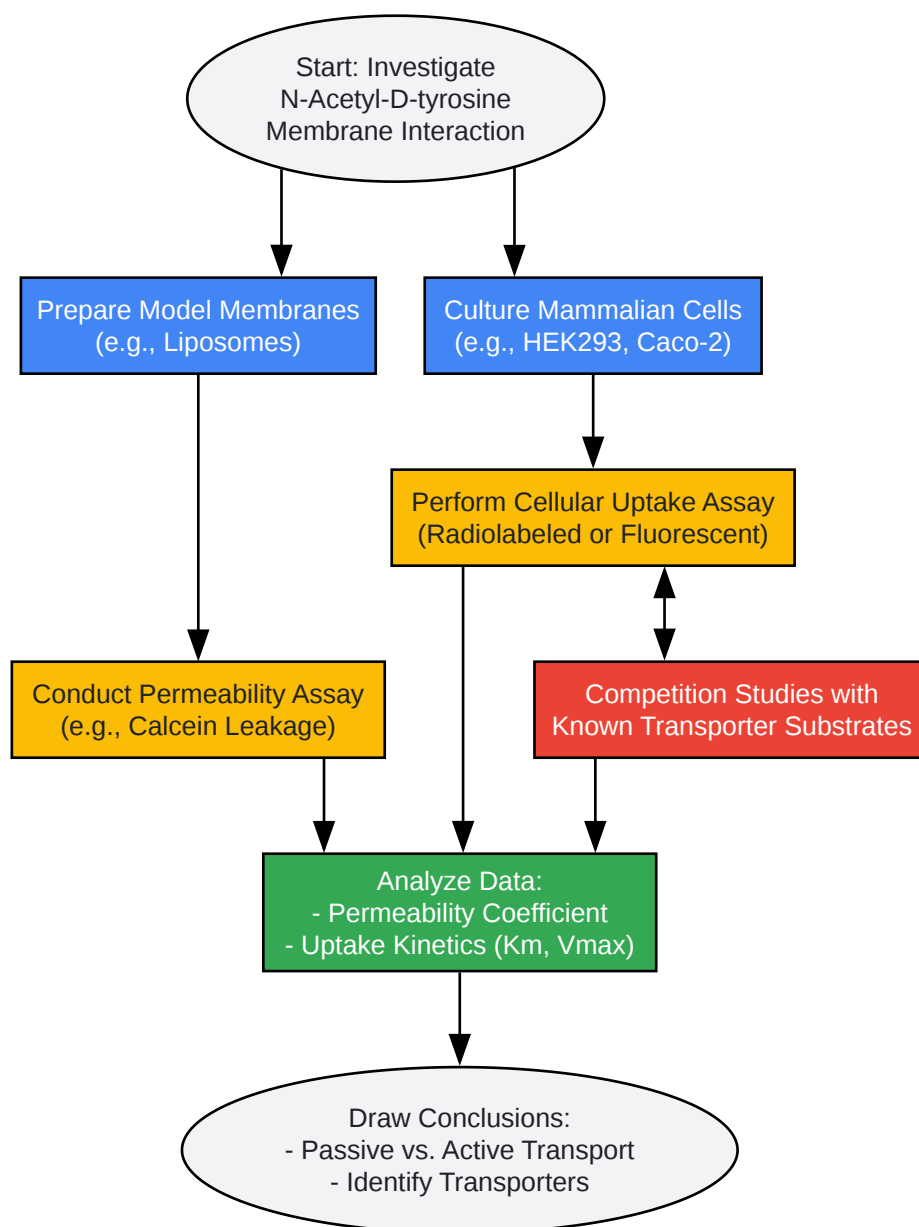 Start: Investigate
N-Acetyl-D-tyrosine
Membrane Interaction
Prepare Model Membranes
(e.g., Liposomes)
Culture Mammalian Cells
(e.g., HEK293, Caco-2)
Perform Cellular Uptake Assay
(Radiolabeled or Fluorescent)
Conduct Permeability Assay
(e.g., Calcein Leakage)
Competition Studies with
Known Transporter Substrates
Analyze Data:
- Permeability Coefficient
- Uptake Kinetics (Km, Vmax)
Draw Conclusions:
- Passive vs. Active Transport
- Identify Transporters